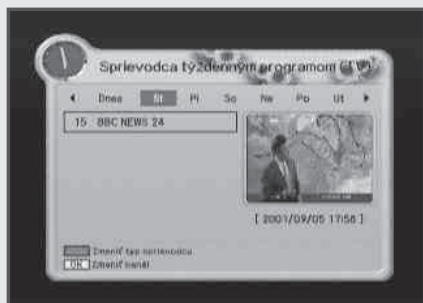 Sprievodca týždenným programom (TV)
Dnes St Pi So Ne Po Ut
15 BBC NEWS 24
[ 2001/09/05 17:56 ]
Zmeniť typ sprievodcu
OK Zmeniť kanál